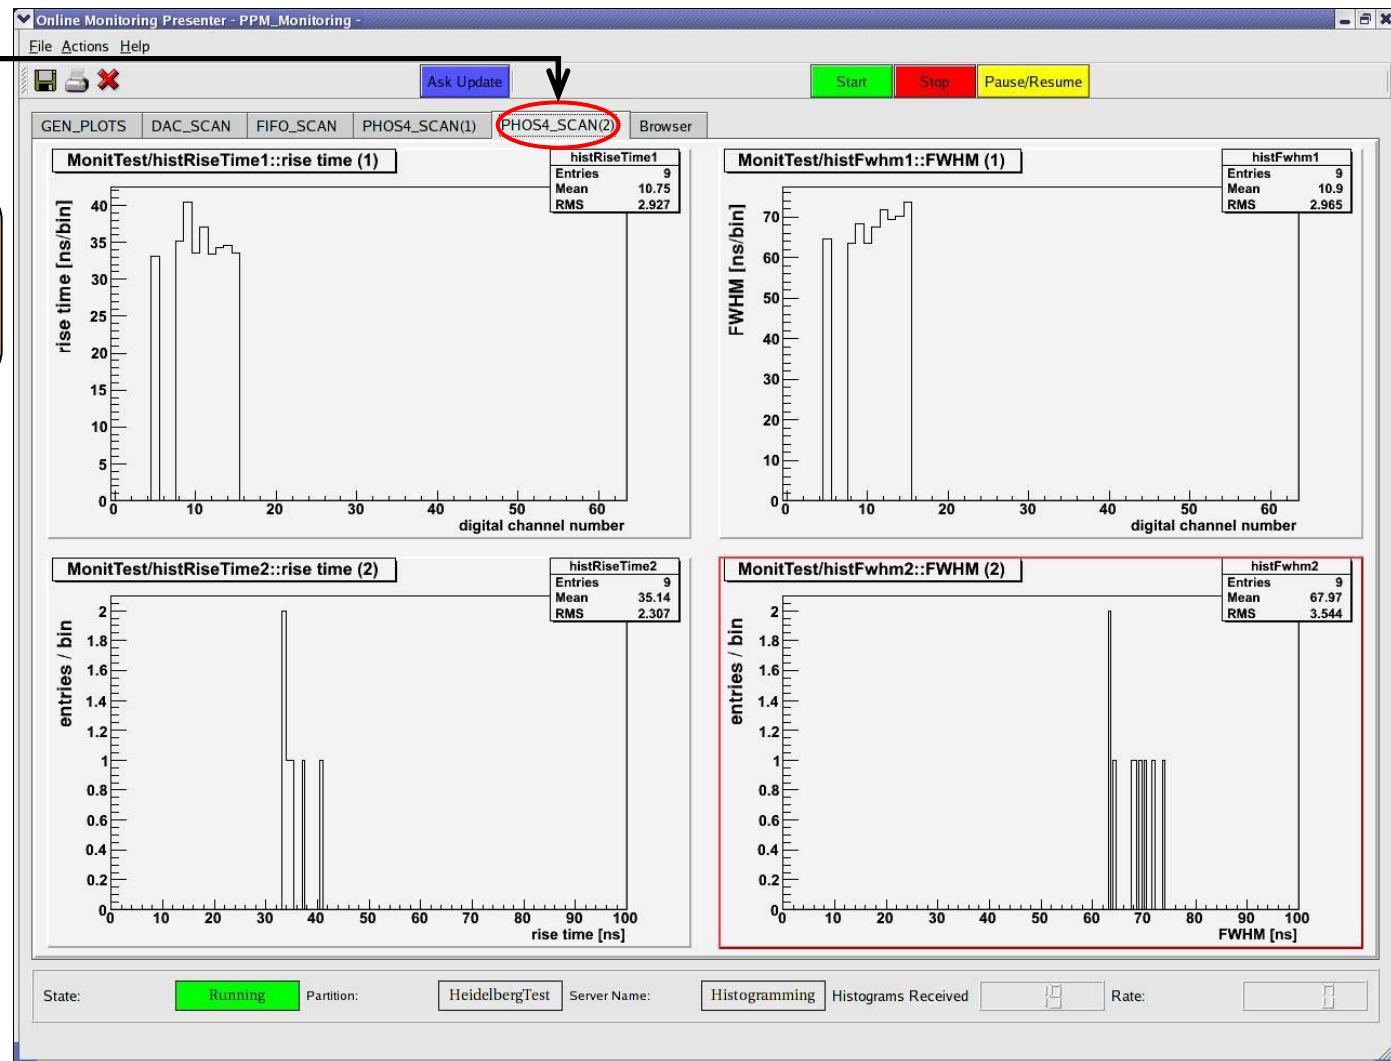 Online Monitoring Presenter - PPM_Monitoring -
File Actions Help
Ask Update Start Stop Pause/Resume
GEN_PLOTS DAC_SCAN FIFO_SCAN PHOS4_SCAN(1) PHOS4_SCAN(2) Browser
MonitTest/histRiseTime1::rise time (1)
histRiseTime1
Entries 9
Mean 10.75
RMS 2.927
rise time [ns/bin]
40
35
30
25
20
15
10
5
0
0 10 20 30 40 50 60
digital channel number
MonitTest/histFwhm1::FWHM (1)
histFwhm1
Entries 9
Mean 10.9
RMS 2.965
FWHM [ns/bin]
70
60
50
40
30
20
10
0
0 10 20 30 40 50 60
digital channel number
MonitTest/histRiseTime2::rise time (2)
histRiseTime2
Entries 9
Mean 35.14
RMS 2.307
entries / bin
2
1.8
1.6
1.4
1.2
1
0.8
0.6
0.4
0.2
0
0 10 20 30 40 50 60 70 80 90 100
rise time [ns]
MonitTest/histFwhm2::FWHM (2)
histFwhm2
Entries 9
Mean 67.97
RMS 3.544
entries / bin
2
1.8
1.6
1.4
1.2
1
0.8
0.6
0.4
0.2
0
0 10 20 30 40 50 60 70 80 90 100
FWHM [ns]
State: Running Partition: HeidelbergTest Server Name: Histogramming Histograms Received 19 Rate: 0